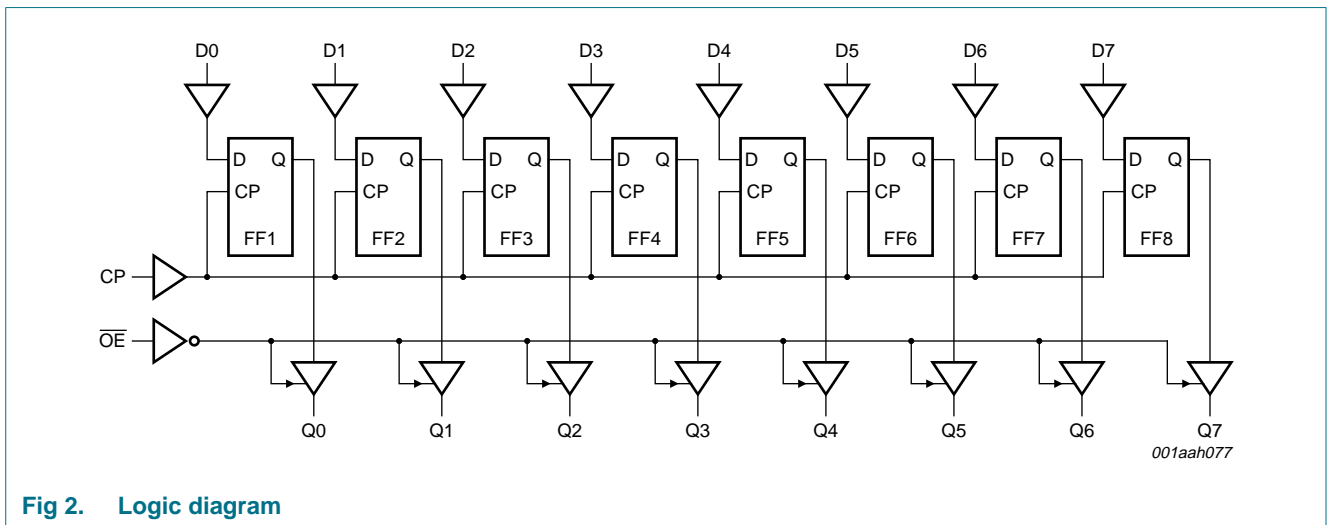 D0 D1 D2 D3 D4 D5 D6 D7
D Q D Q D Q D Q D Q D Q D Q D Q
CP CP CP CP CP CP CP CP
FF1 FF2 FF3 FF4 FF5 FF6 FF7 FF8
CP
O̅E̅
Q0 Q1 Q2 Q3 Q4 Q5 Q6 Q7
001aah077
Fig 2. Logic diagram